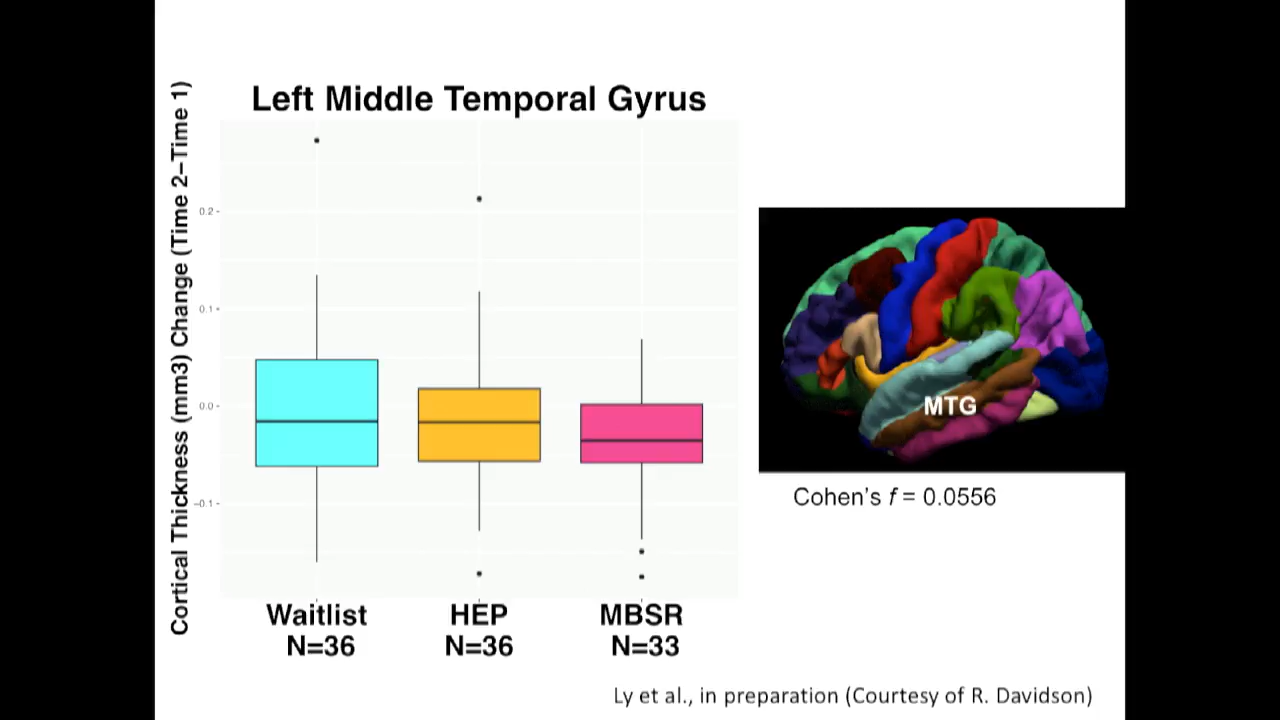 Left Middle Temporal Gyrus
Cortical Thickness (mm3) Change (Time 2–Time 1)
0.2
0.1
0.0
−0.1
Waitlist
N=36
HEP
N=36
MBSR
N=33
MTG
Cohen's f = 0.0556
Ly et al., in preparation (Courtesy of R. Davidson)